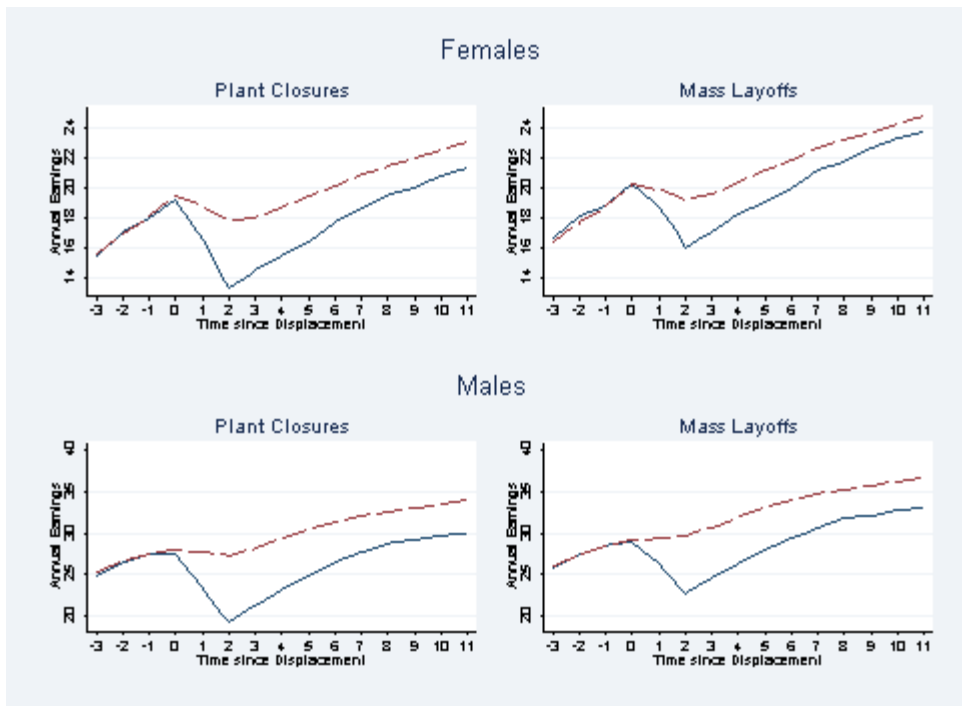 Females
Plant Closures
Mass Layoffs
Annual Earnings
24
22
20
18
16
14
-3 -2 -1 0 1 2 3 4 5 6 7 8 9 10 11
Time since Displacement
Annual Earnings
24
22
20
18
16
14
-3 -2 -1 0 1 2 3 4 5 6 7 8 9 10 11
Time since Displacement
Males
Plant Closures
Mass Layoffs
Annual Earnings
40
35
30
25
20
-3 -2 -1 0 1 2 3 4 5 6 7 8 9 10 11
Time since Displacement
Annual Earnings
40
35
30
25
20
-3 -2 -1 0 1 2 3 4 5 6 7 8 9 10 11
Time since Displacement